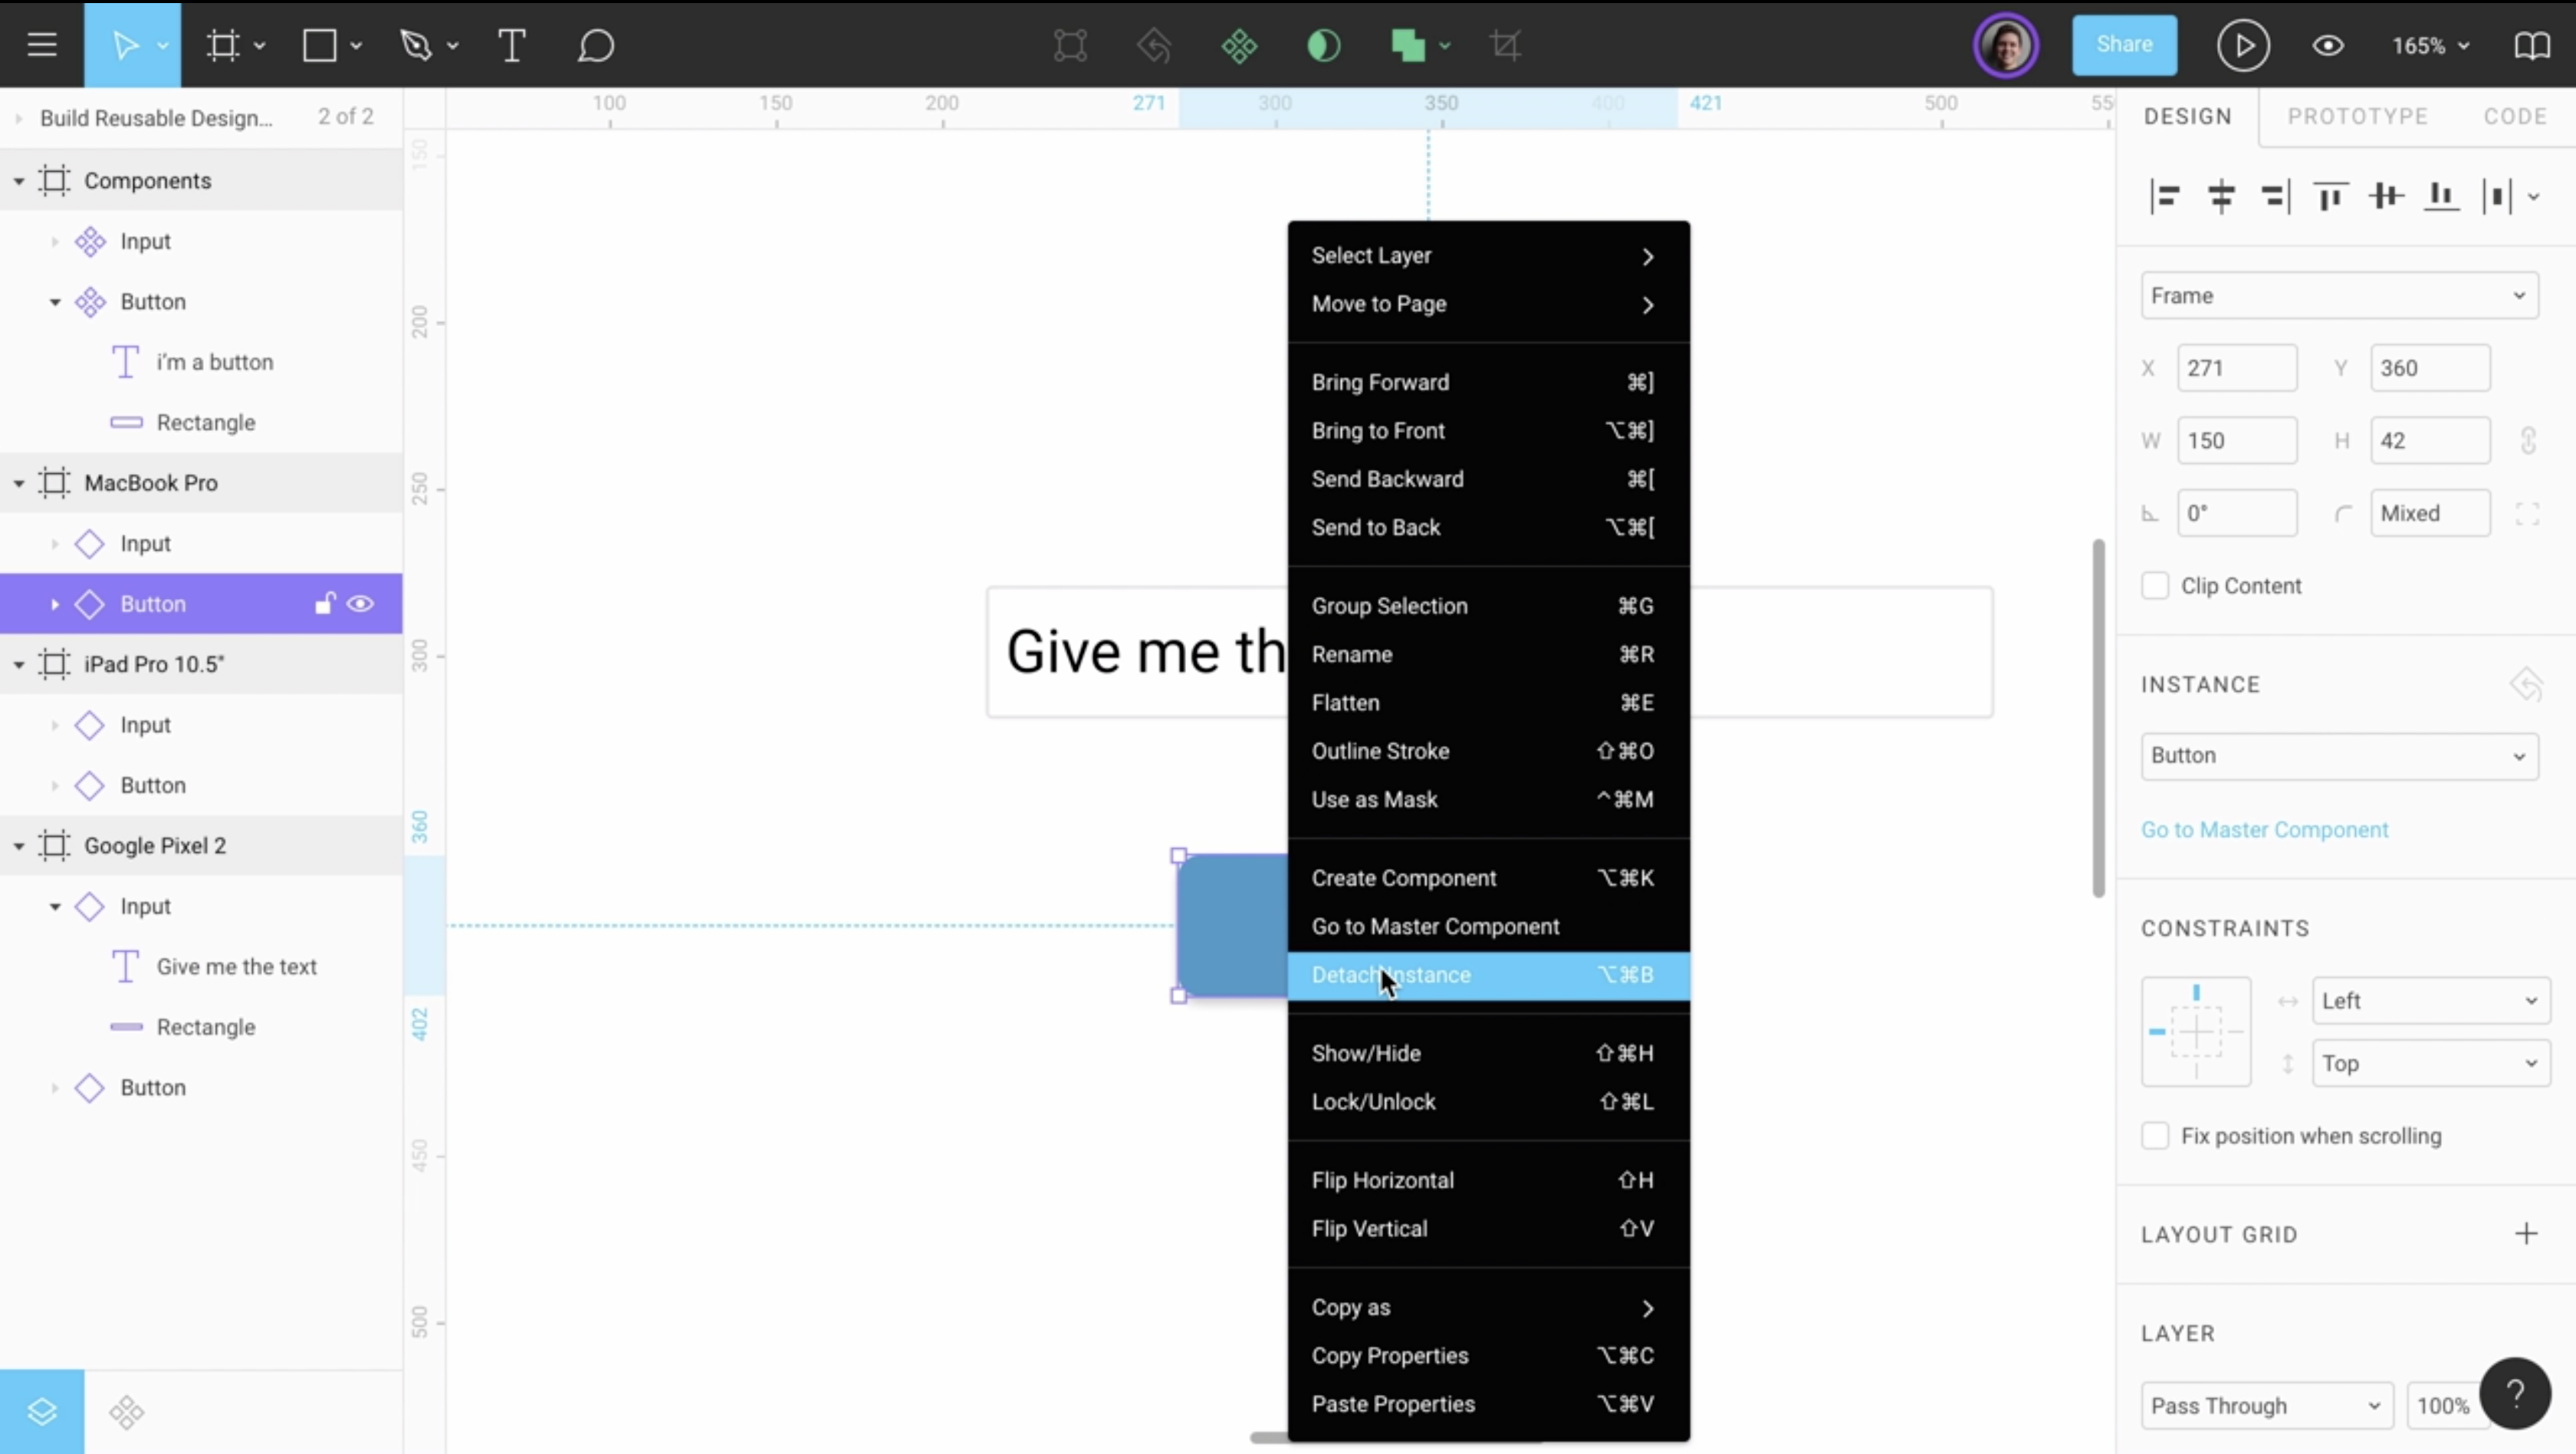 Share
165%
Build Reusable Design...
2 of 2
Components
Input
Button
i'm a button
Rectangle
MacBook Pro
Input
Button
iPad Pro 10.5"
Input
Button
Google Pixel 2
Input
Give me the text
Rectangle
Button
100 150 200 271 300 350 400 421 500 55
150
200
250
300
360
402
450
500
Give me th
Select Layer
Move to Page
Bring Forward ⌘]
Bring to Front ⌥⌘]
Send Backward ⌘[
Send to Back ⌥⌘[
Group Selection ⌘G
Rename ⌘R
Flatten ⌘E
Outline Stroke ⇧⌘O
Use as Mask ^⌘M
Create Component ⌥⌘K
Go to Master Component
Detach Instance ⌥⌘B
Show/Hide ⇧⌘H
Lock/Unlock ⇧⌘L
Flip Horizontal ⇧H
Flip Vertical ⇧V
Copy as
Copy Properties ⌥⌘C
Paste Properties ⌥⌘V
DESIGN PROTOTYPE CODE
Frame
X 271 Y 360
W 150 H 42
0° Mixed
Clip Content
INSTANCE
Button
Go to Master Component
CONSTRAINTS
Left
Top
Fix position when scrolling
LAYOUT GRID
LAYER
Pass Through 100%
?